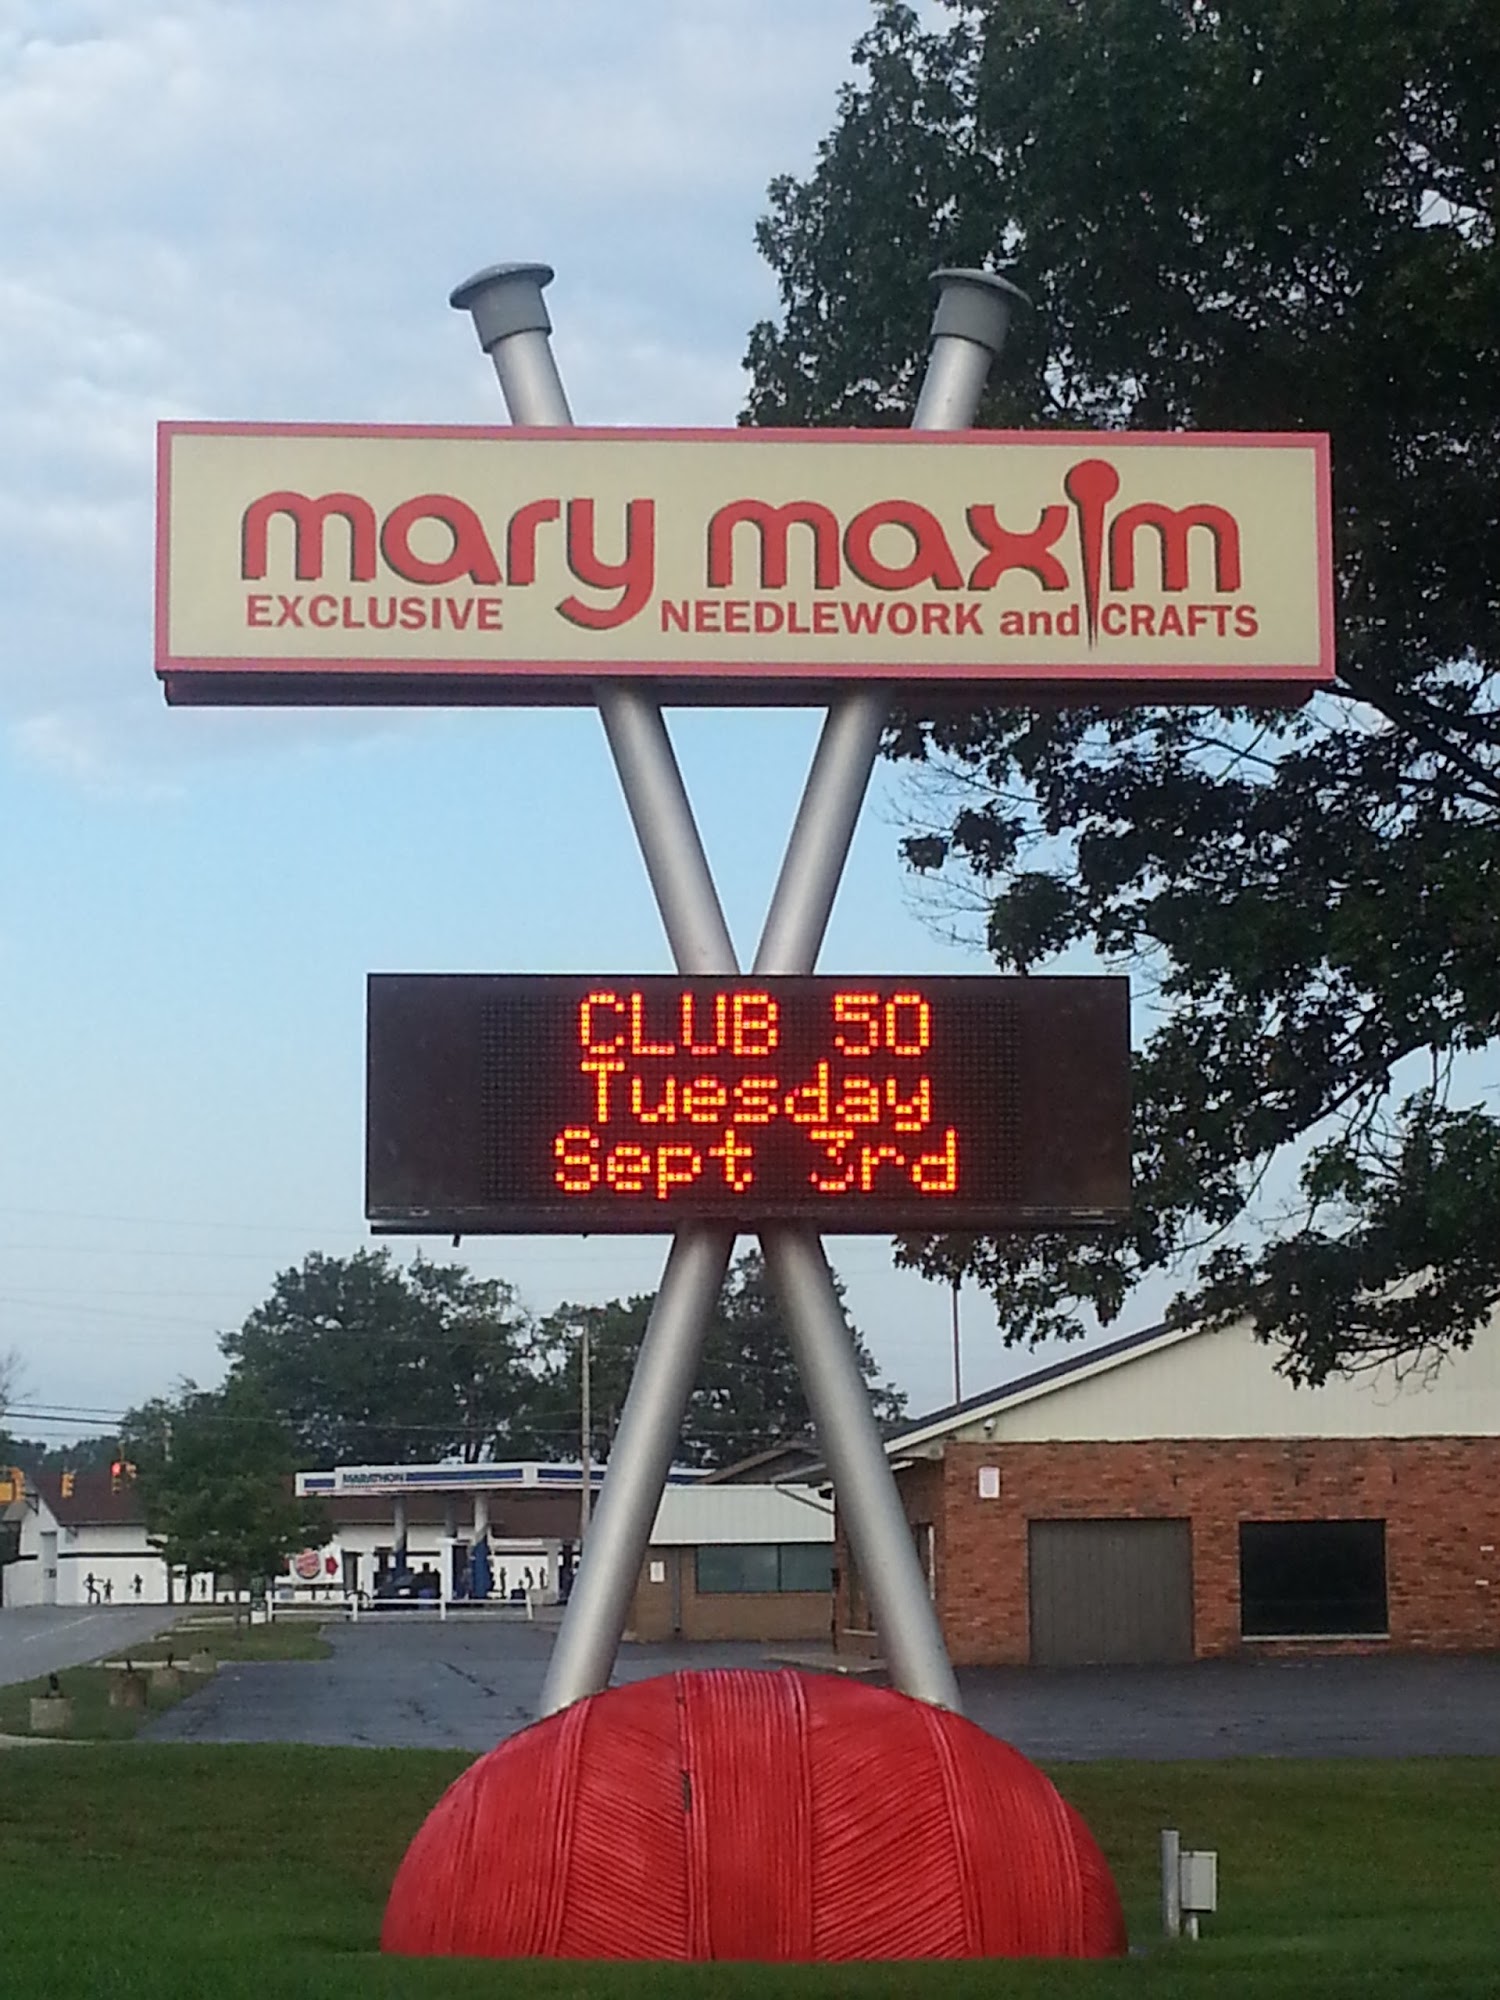 mary maxim
EXCLUSIVE NEEDLEWORK and CRAFTS
CLUB 50
Tuesday
Sept 3rd
MARATHON